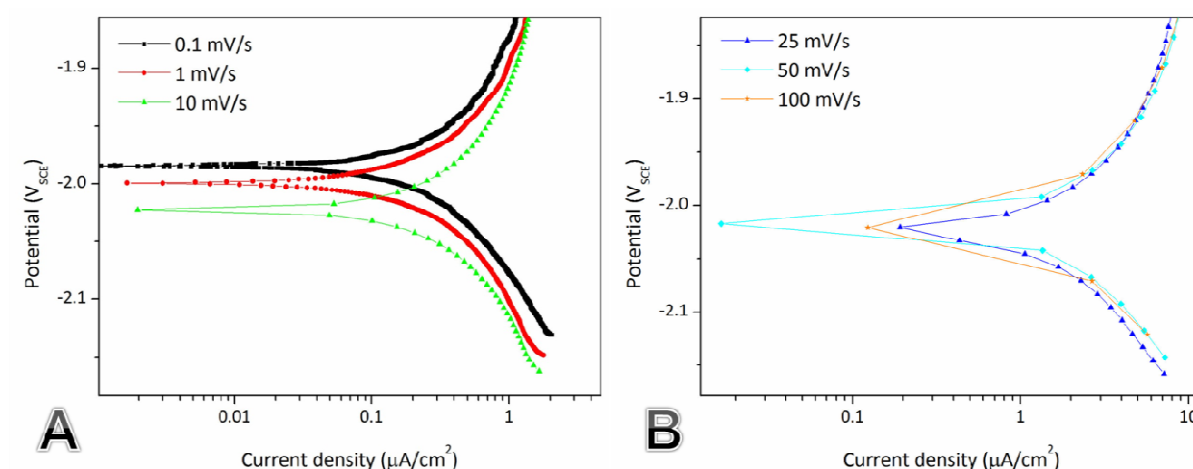 0.1 mV/s
1 mV/s
10 mV/s
-1.9
-2.0
-2.1
Potential (V_SCE)
0.01
0.1
1
Current density (µA/cm²)
A
25 mV/s
50 mV/s
100 mV/s
-1.9
-2.0
-2.1
Potential (V_SCE)
0.1
1
10
Current density (µA/cm²)
B